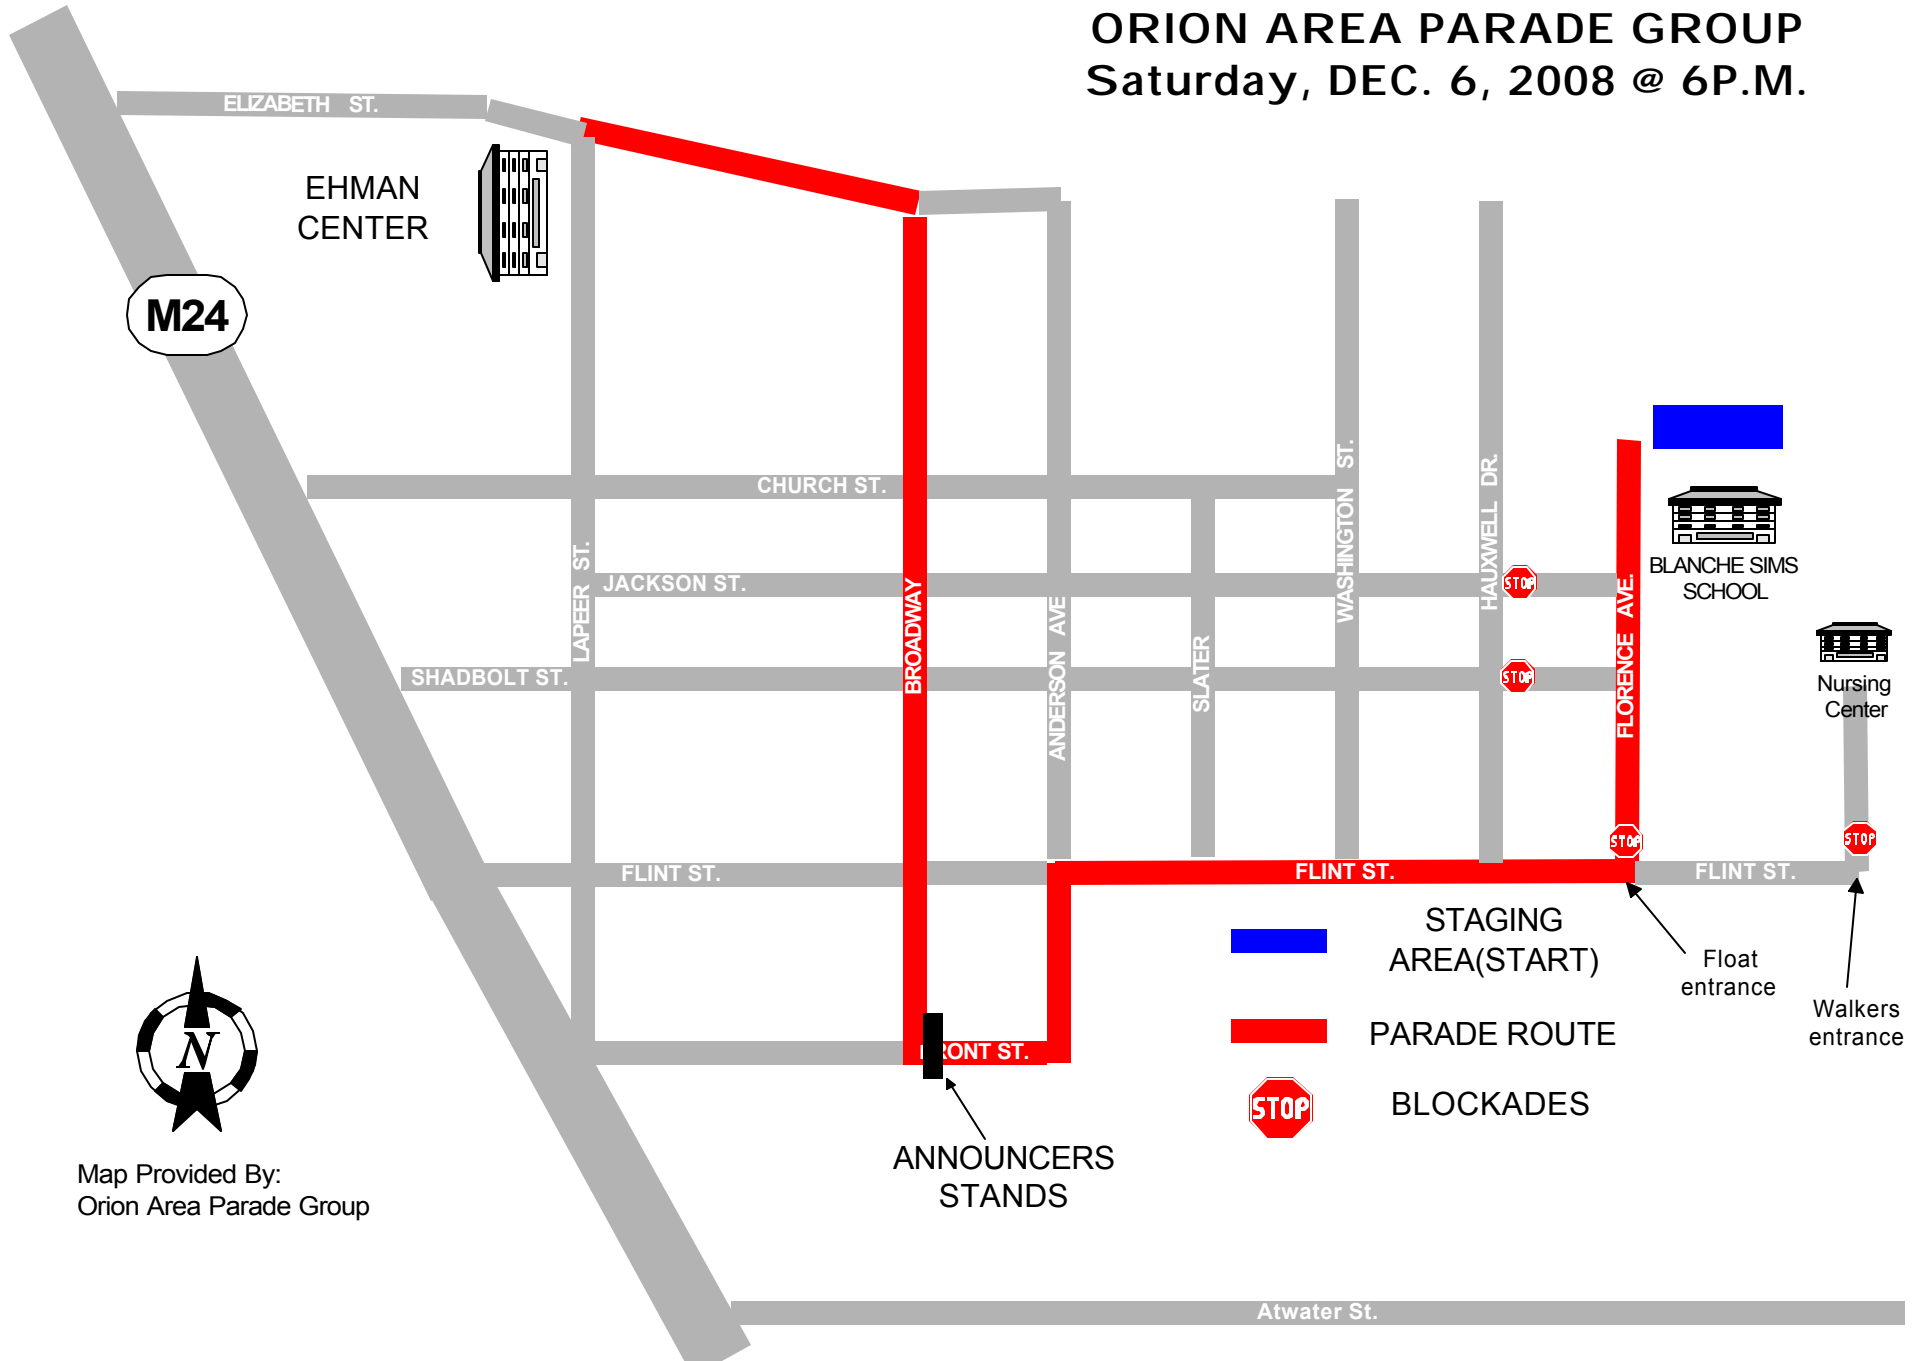 ORION AREA PARADE GROUP
Saturday, DEC. 6, 2008 @ 6P.M.
ELIZABETH ST.
EHMAN
CENTER
M24
CHURCH ST.
WASHINGTON ST.
HAUXWELL DR.
BLANCHE SIMS
SCHOOL
LAPEER ST.
JACKSON ST.
BROADWAY
ANDERSON AVE
STOP
FLORENCE AVE.
SHADBOLT ST.
SLATER
STOP
Nursing
Center
STOP
STOP
FLINT ST.
FLINT ST.
FLINT ST.
STAGING
AREA(START)
Float
entrance
Walkers
entrance
PARADE ROUTE
FRONT ST.
STOP
BLOCKADES
N
ANNOUNCERS
STANDS
Map Provided By:
Orion Area Parade Group
Atwater St.